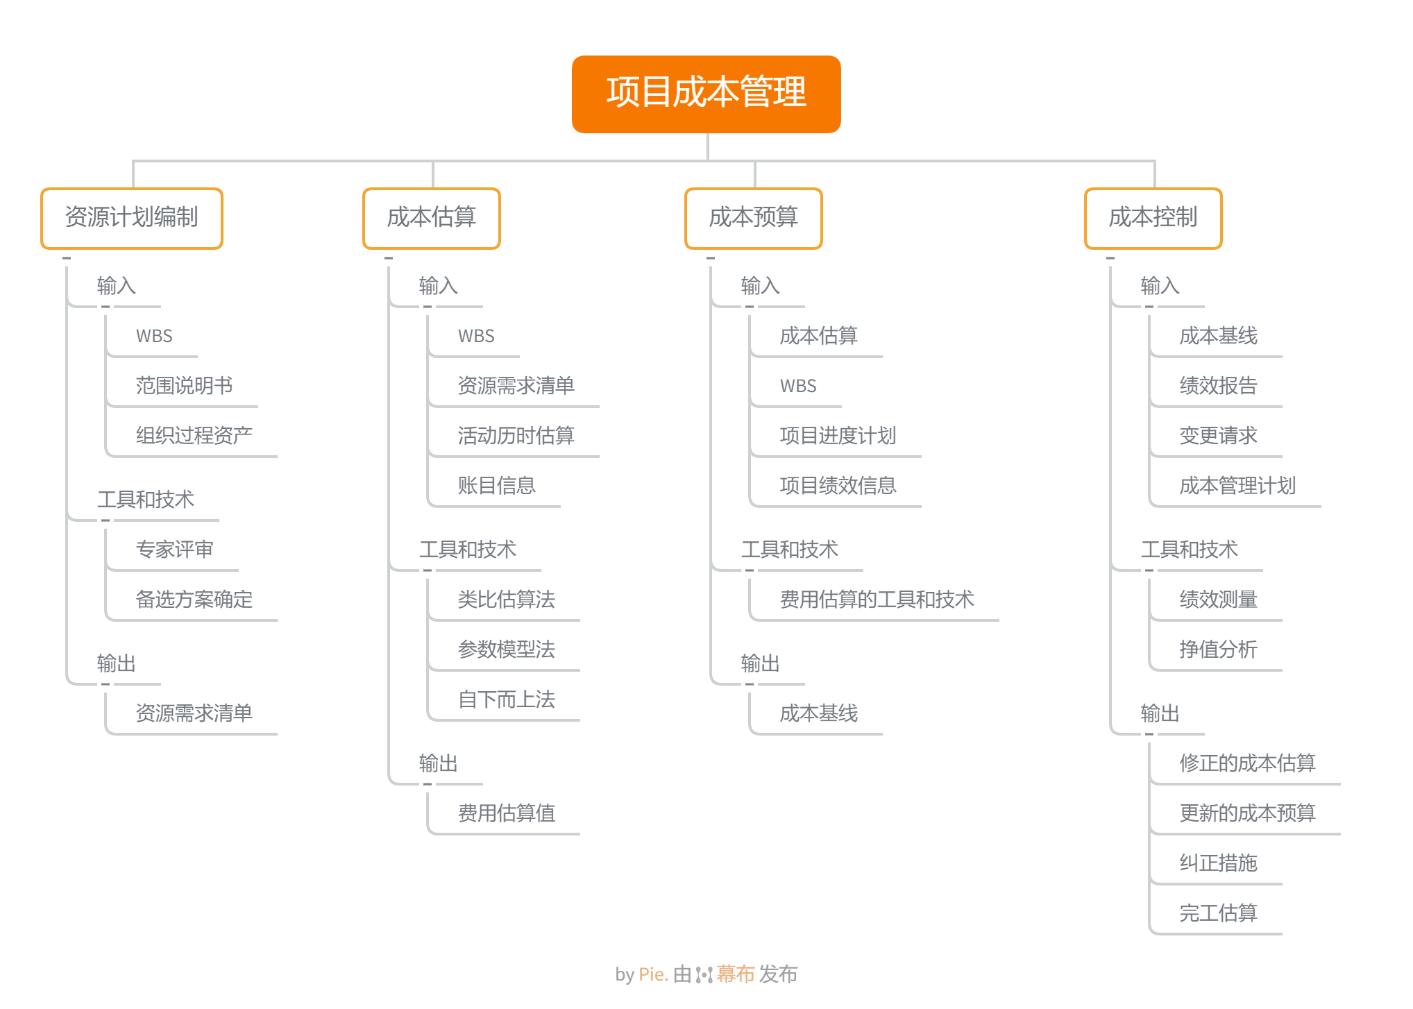 项目成本管理
资源计划编制
输入
WBS
范围说明书
组织过程资产
工具和技术
专家评审
备选方案确定
输出
资源需求清单
成本估算
输入
WBS
资源需求清单
活动历时估算
账目信息
工具和技术
类比估算法
参数模型法
自下而上法
输出
费用估算值
成本预算
输入
成本估算
WBS
项目进度计划
项目绩效信息
工具和技术
费用估算的工具和技术
输出
成本基线
成本控制
输入
成本基线
绩效报告
变更请求
成本管理计划
工具和技术
绩效测量
挣值分析
输出
修正的成本估算
更新的成本预算
纠正措施
完工估算
by Pie. 由 幕布 发布